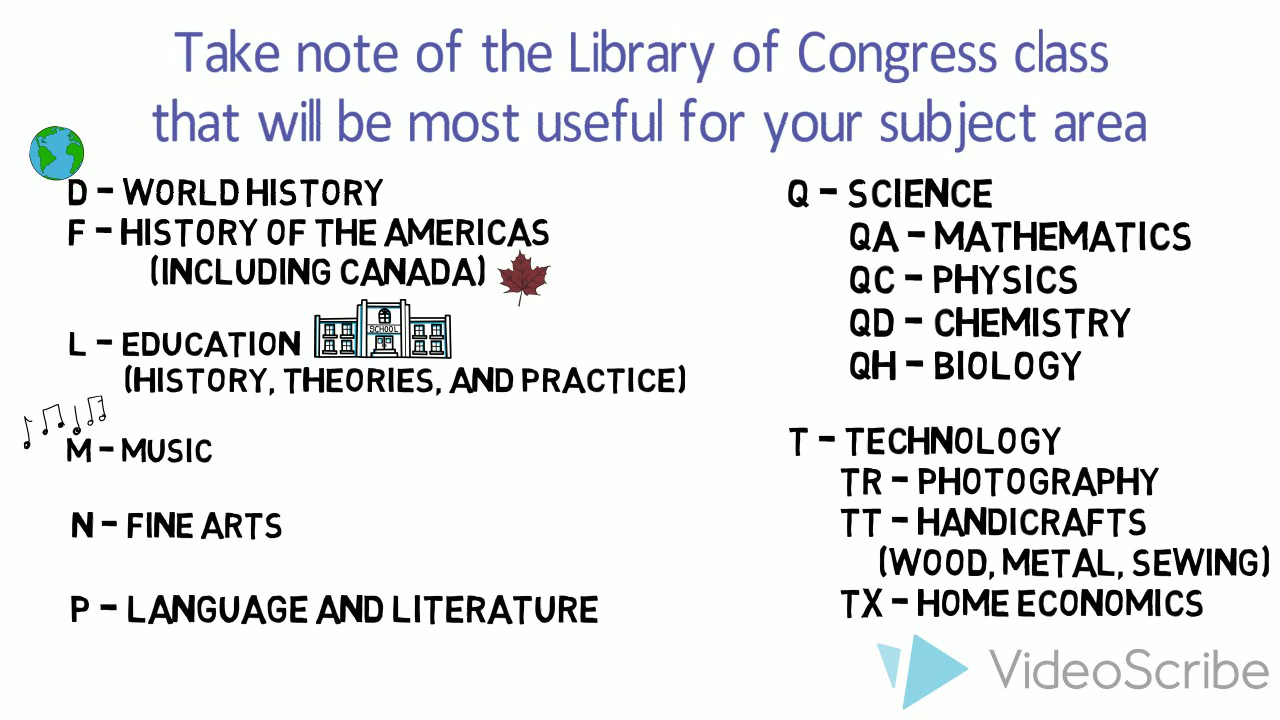 Take note of the Library of Congress class
that will be most useful for your subject area
D – WORLD HISTORY
F – HISTORY OF THE AMERICAS
(INCLUDING CANADA)
L – EDUCATION
SCHOOL
(HISTORY, THEORIES, AND PRACTICE)
M – MUSIC
N – FINE ARTS
P – LANGUAGE AND LITERATURE
Q – SCIENCE
QA – MATHEMATICS
QC – PHYSICS
QD – CHEMISTRY
QH – BIOLOGY
T – TECHNOLOGY
TR – PHOTOGRAPHY
TT – HANDICRAFTS
(WOOD, METAL, SEWING)
TX – HOME ECONOMICS
VideoScribe